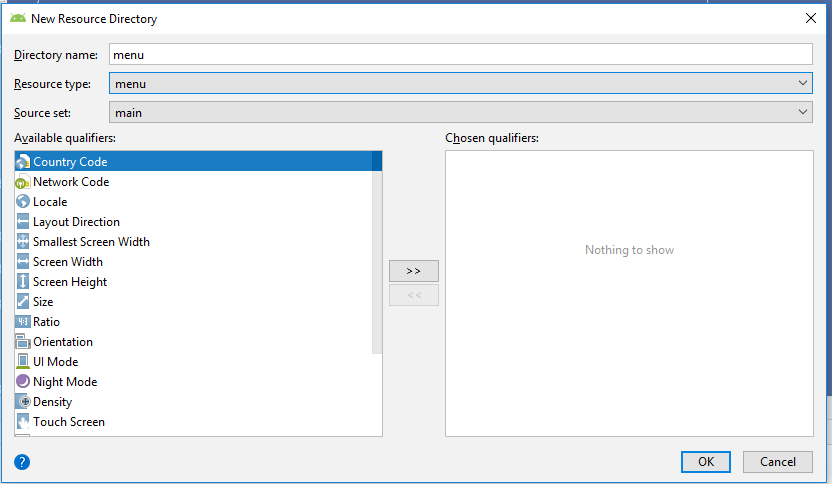 New Resource Directory
Directory name: menu
Resource type: menu
Source set: main
Available qualifiers:
Chosen qualifiers:
Country Code
Network Code
Locale
Layout Direction
Smallest Screen Width
Screen Width
Screen Height
Size
4:3 Ratio
Orientation
UI Mode
Night Mode
Density
Touch Screen
>>
<<
Nothing to show
?
OK
Cancel